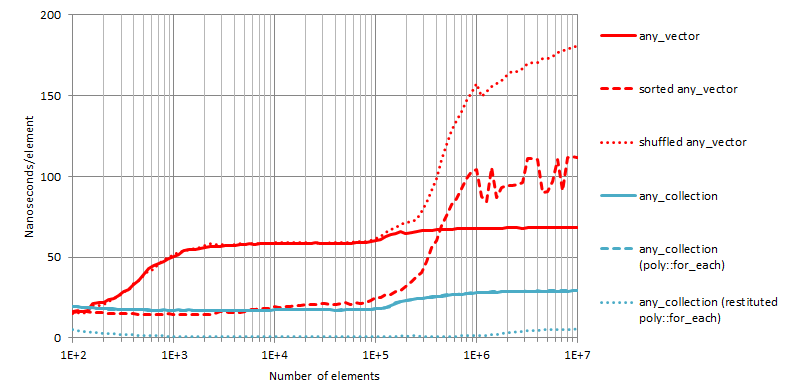 200
150
100
50
0
Nanoseconds/element
1E+2
1E+3
1E+4
1E+5
1E+6
1E+7
Number of elements
any_vector
sorted any_vector
shuffled any_vector
any_collection
any_collection
(poly::for_each)
any_collection (restituted
poly::for_each)